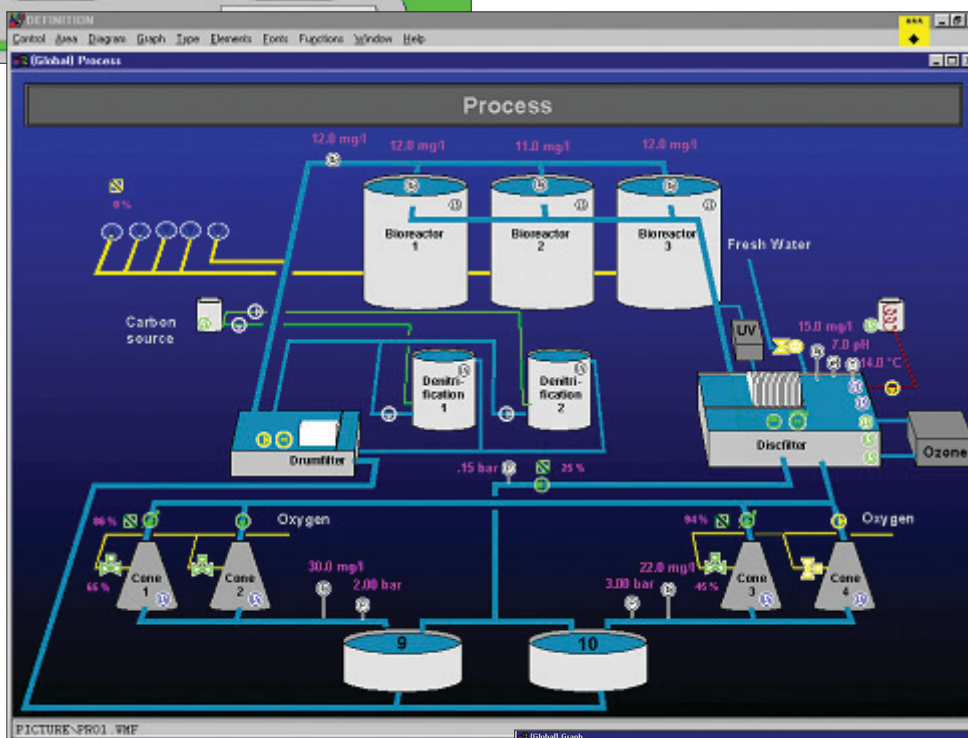 DEFINITION
Control Area Diagram Graph Type Elements Fonts Functions Window Help
(Global) Process
Process
12.0 mg/l 12.0 mg/l 11.0 mg/l 12.0 mg/l
0 %
Bioreactor
1
Bioreactor
2
Bioreactor
3
Fresh Water
Carbon
source
UV
15.0 mg/l
7.0 pH
14.0 °C
Denitri-
fication
1
Denitri-
fication
2
Drumfilter
Discfilter
Ozone
.15 bar
25 %
86 %
Oxygen
94 %
Oxygen
65 %
Cone
1
Cone
2
30.0 mg/l
2.00 bar
22.0 mg/l
3.00 bar
45 %
Cone
3
Cone
4
9
10
PICTURE\PRO1.WMF
(Global) Graph